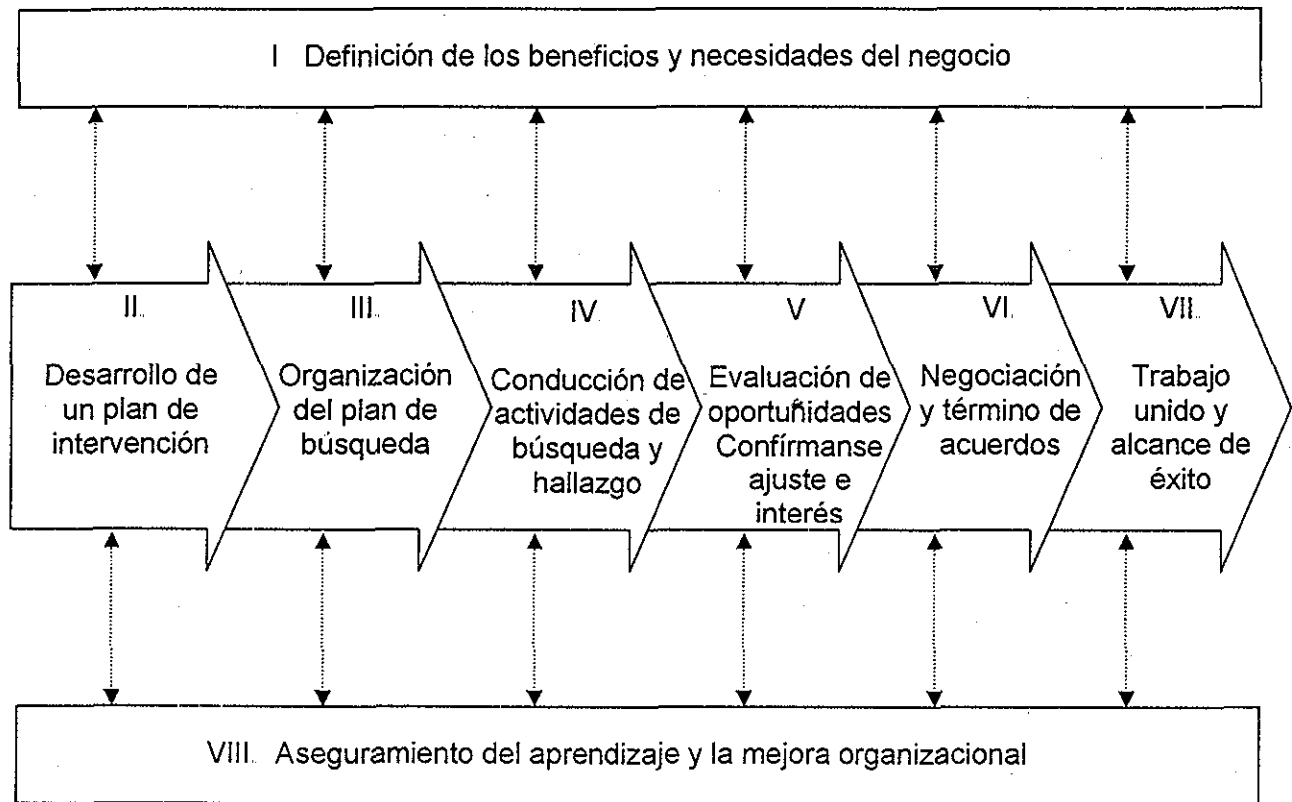 I Definición de los beneficios y necesidades del negocio
II.
Desarrollo de
un plan de
intervención
III.
Organización
del plan de
búsqueda
IV
Conducción de
actividades de
búsqueda y
hallazgo
V
Evaluación de
oportuñidades
Confírmanse
ajuste e
interés
VI.
Negociación
y término de
acuerdos
VII.
Trabajo
unido y
alcance de
éxito
VIII. Aseguramiento del aprendizaje y la mejora organizacional